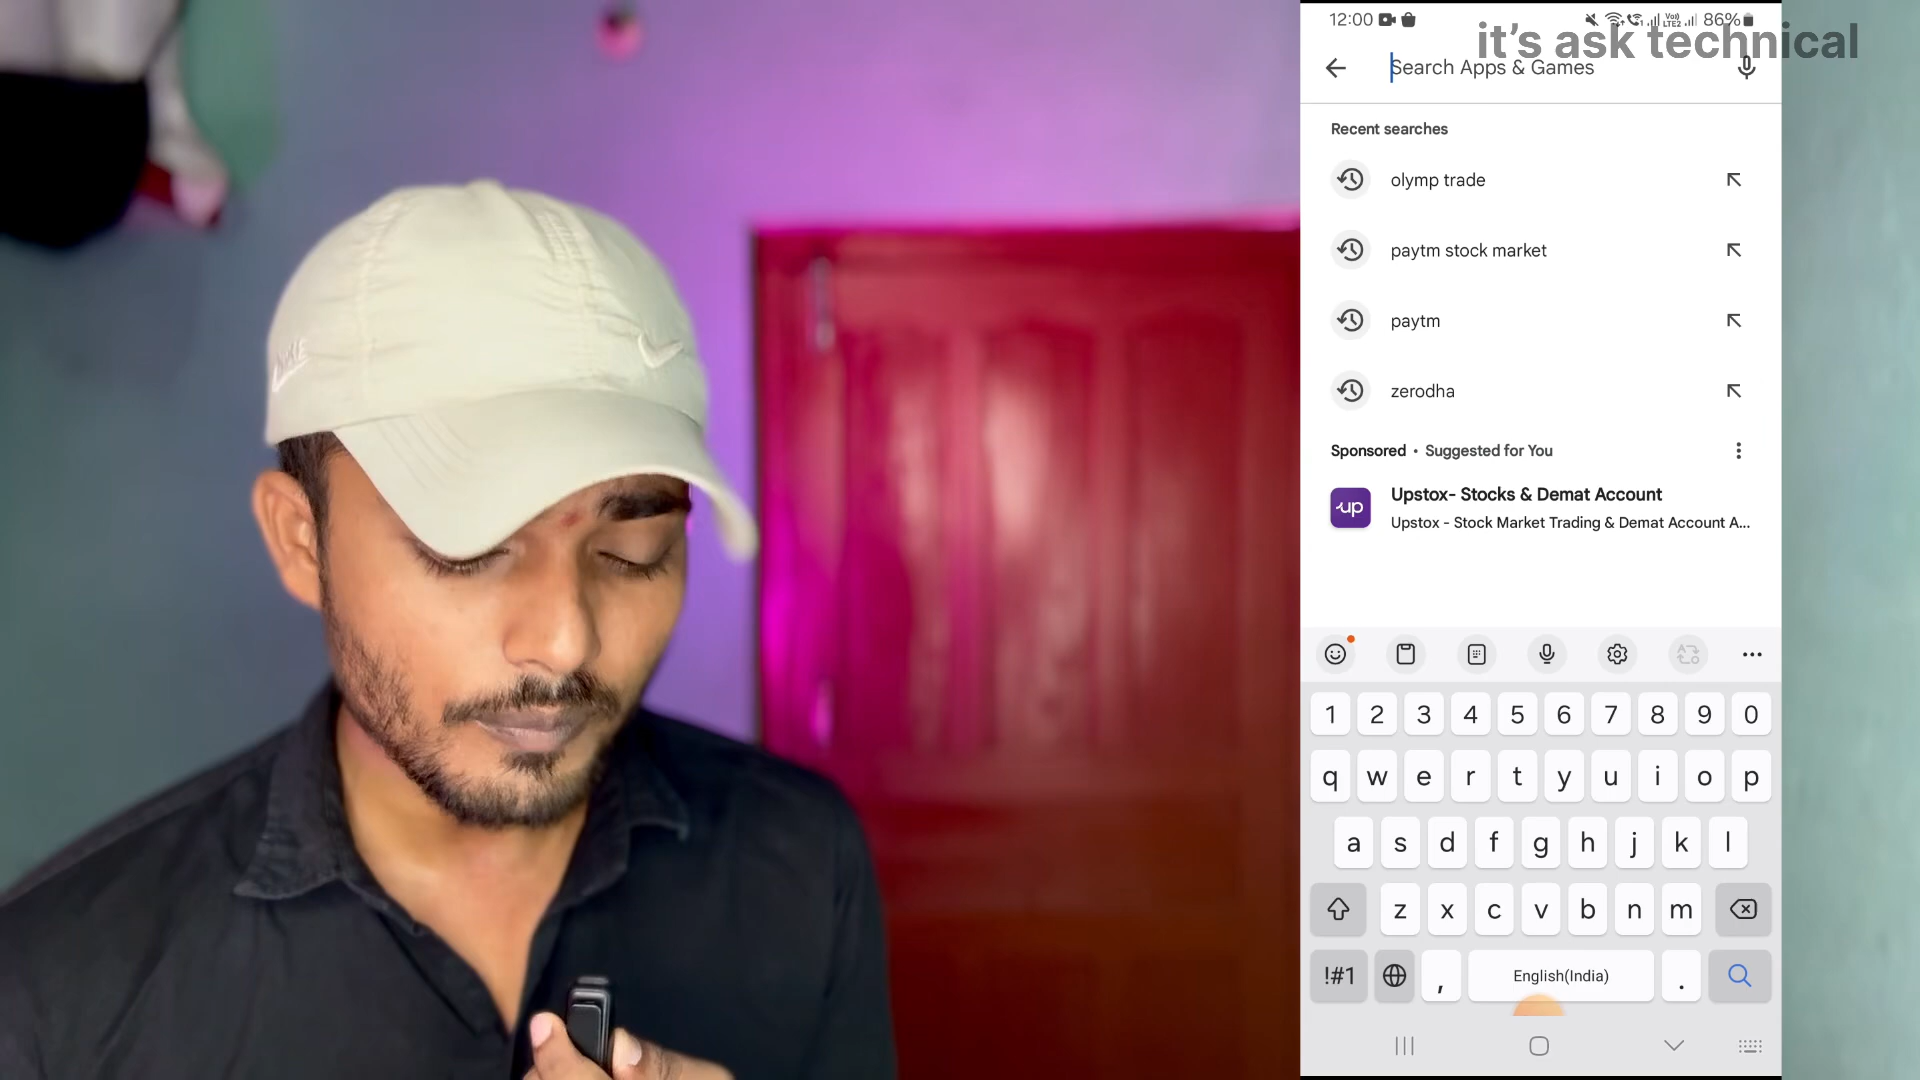 12:00
86%
it's ask technical
Search Apps & Games
Recent searches
olymp trade
paytm stock market
paytm
zerodha
Sponsored • Suggested for You
up
Upstox- Stocks & Demat Account
Upstox - Stock Market Trading & Demat Account A...
1 2 3 4 5 6 7 8 9 0
q w e r t y u i o p
a s d f g h j k l
z x c v b n m
!#1 , English(India) .